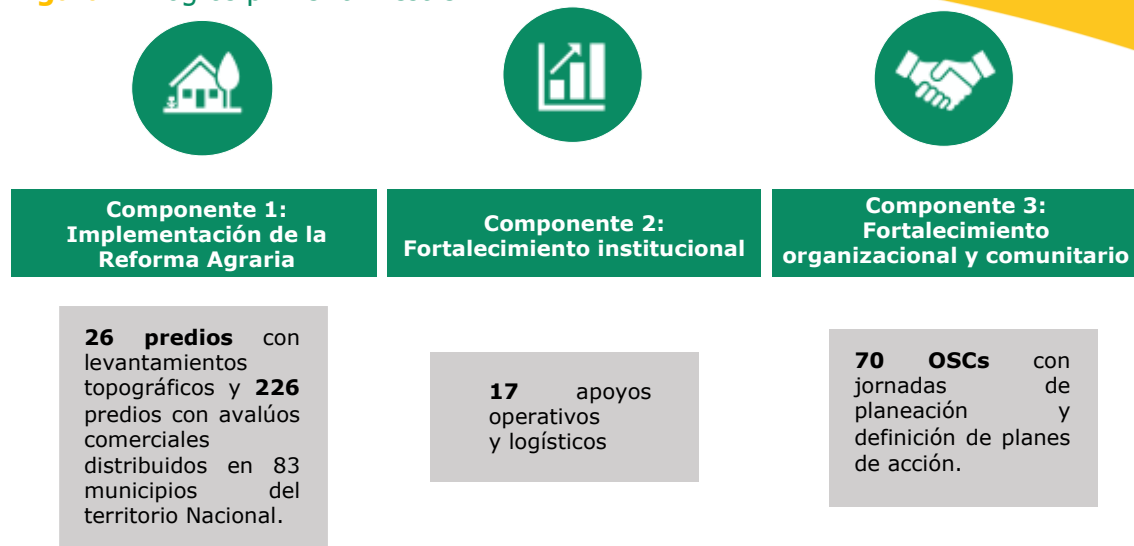 Componente 1:
Implementación de la
Reforma Agraria
Componente 2:
Fortalecimiento institucional
Componente 3:
Fortalecimiento
organizacional y comunitario
26 predios con
levantamientos
topográficos y 226
predios con avalúos
comerciales
distribuidos en 83
municipios del
territorio Nacional.
17 apoyos
operativos
y logísticos
70 OSCs con
jornadas de
planeación y
definición de planes
de acción.